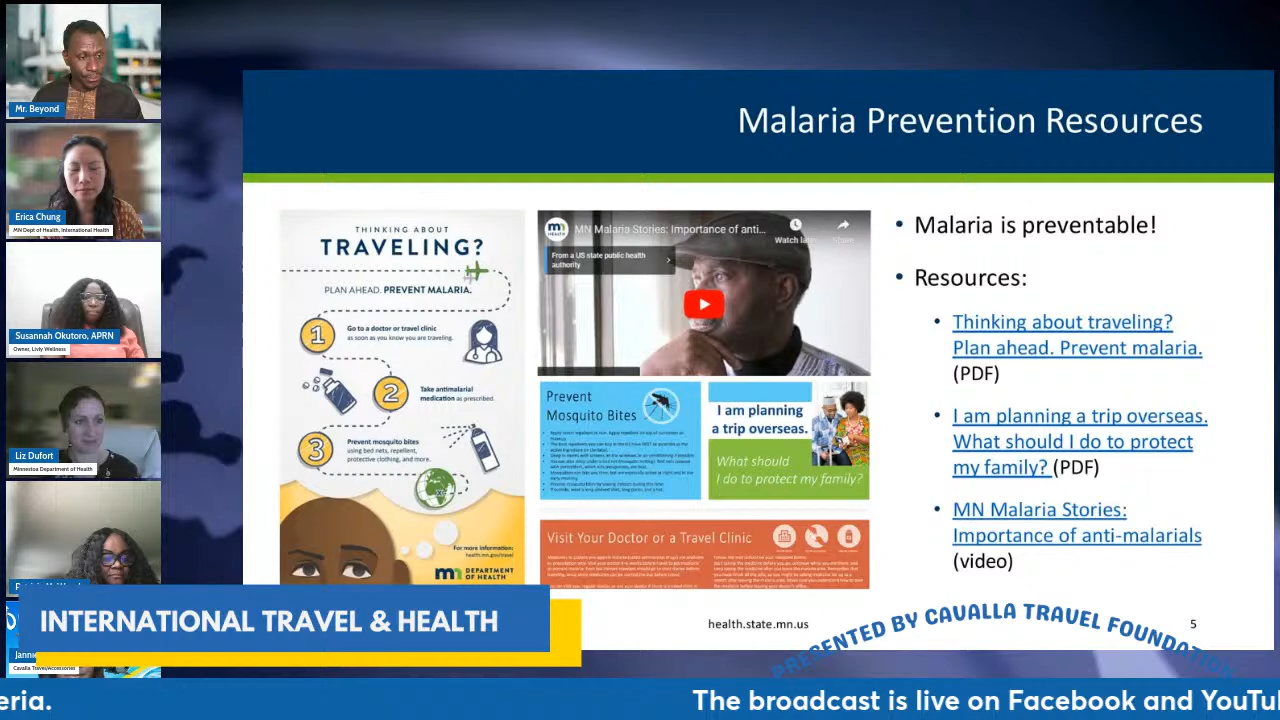 Mr. Beyond
Erica Chung
MN Dept of Health, International Health
Susannah Okutoro, APRN
Owner, Livly Wellness
Liz Dufort
Minnestoa Department of Health
Jannie
Cavalla Travel/Accessories
Malaria Prevention Resources
THINKING ABOUT
TRAVELING?
PLAN AHEAD. PREVENT MALARIA.
1
Go to a doctor or travel clinic
as soon as you know you are traveling.
2
Take antimalarial
medication as prescribed.
3
Prevent mosquito bites
using bed nets, repellent,
protective clothing, and more.
For more information:
health.mn.gov/travel
mn DEPARTMENT
OF HEALTH
mn
HEALTH
MN Malaria Stories: Importance of anti...
Watch later
Share
From a US state public health
authority
Prevent
Mosquito Bites
I am planning
a trip overseas.
What should
I do to protect my family?
Visit Your Doctor or a Travel Clinic
• Malaria is preventable!
• Resources:
• Thinking about traveling?
Plan ahead. Prevent malaria.
(PDF)
• I am planning a trip overseas.
What should I do to protect
my family? (PDF)
• MN Malaria Stories:
Importance of anti-malarials
(video)
health.state.mn.us
5
PRESENTED BY CAVALLA TRAVEL FOUNDATION
INTERNATIONAL TRAVEL & HEALTH
eria.
The broadcast is live on Facebook and YouTu